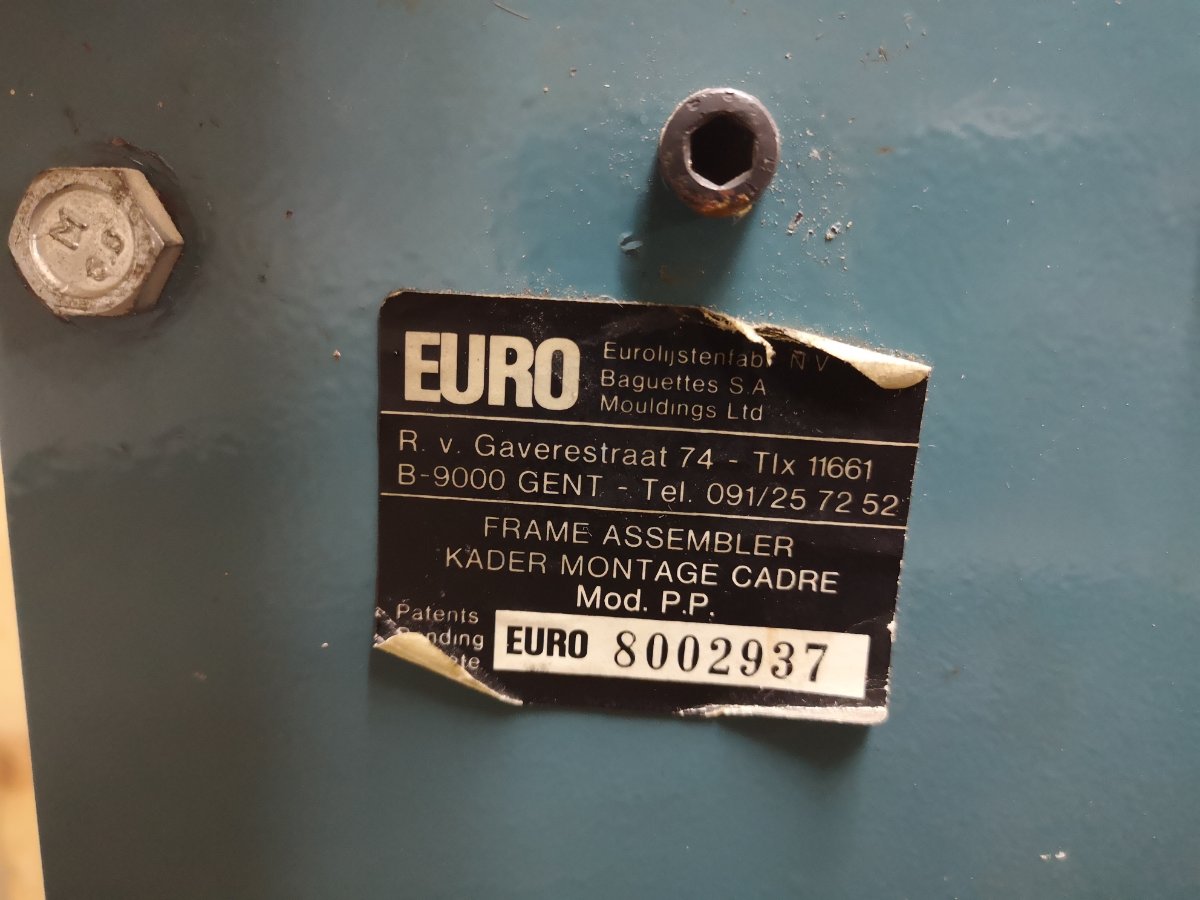 M
EURO
Eurolijstenfabr N V
Baguettes S.A
Mouldings Ltd
R. v. Gaverestraat 74 - Tlx 11661
B-9000 GENT - Tel. 091/25 72 52
FRAME ASSEMBLER
KADER MONTAGE CADRE
Mod. P.P.
Patents
EURO 8002937